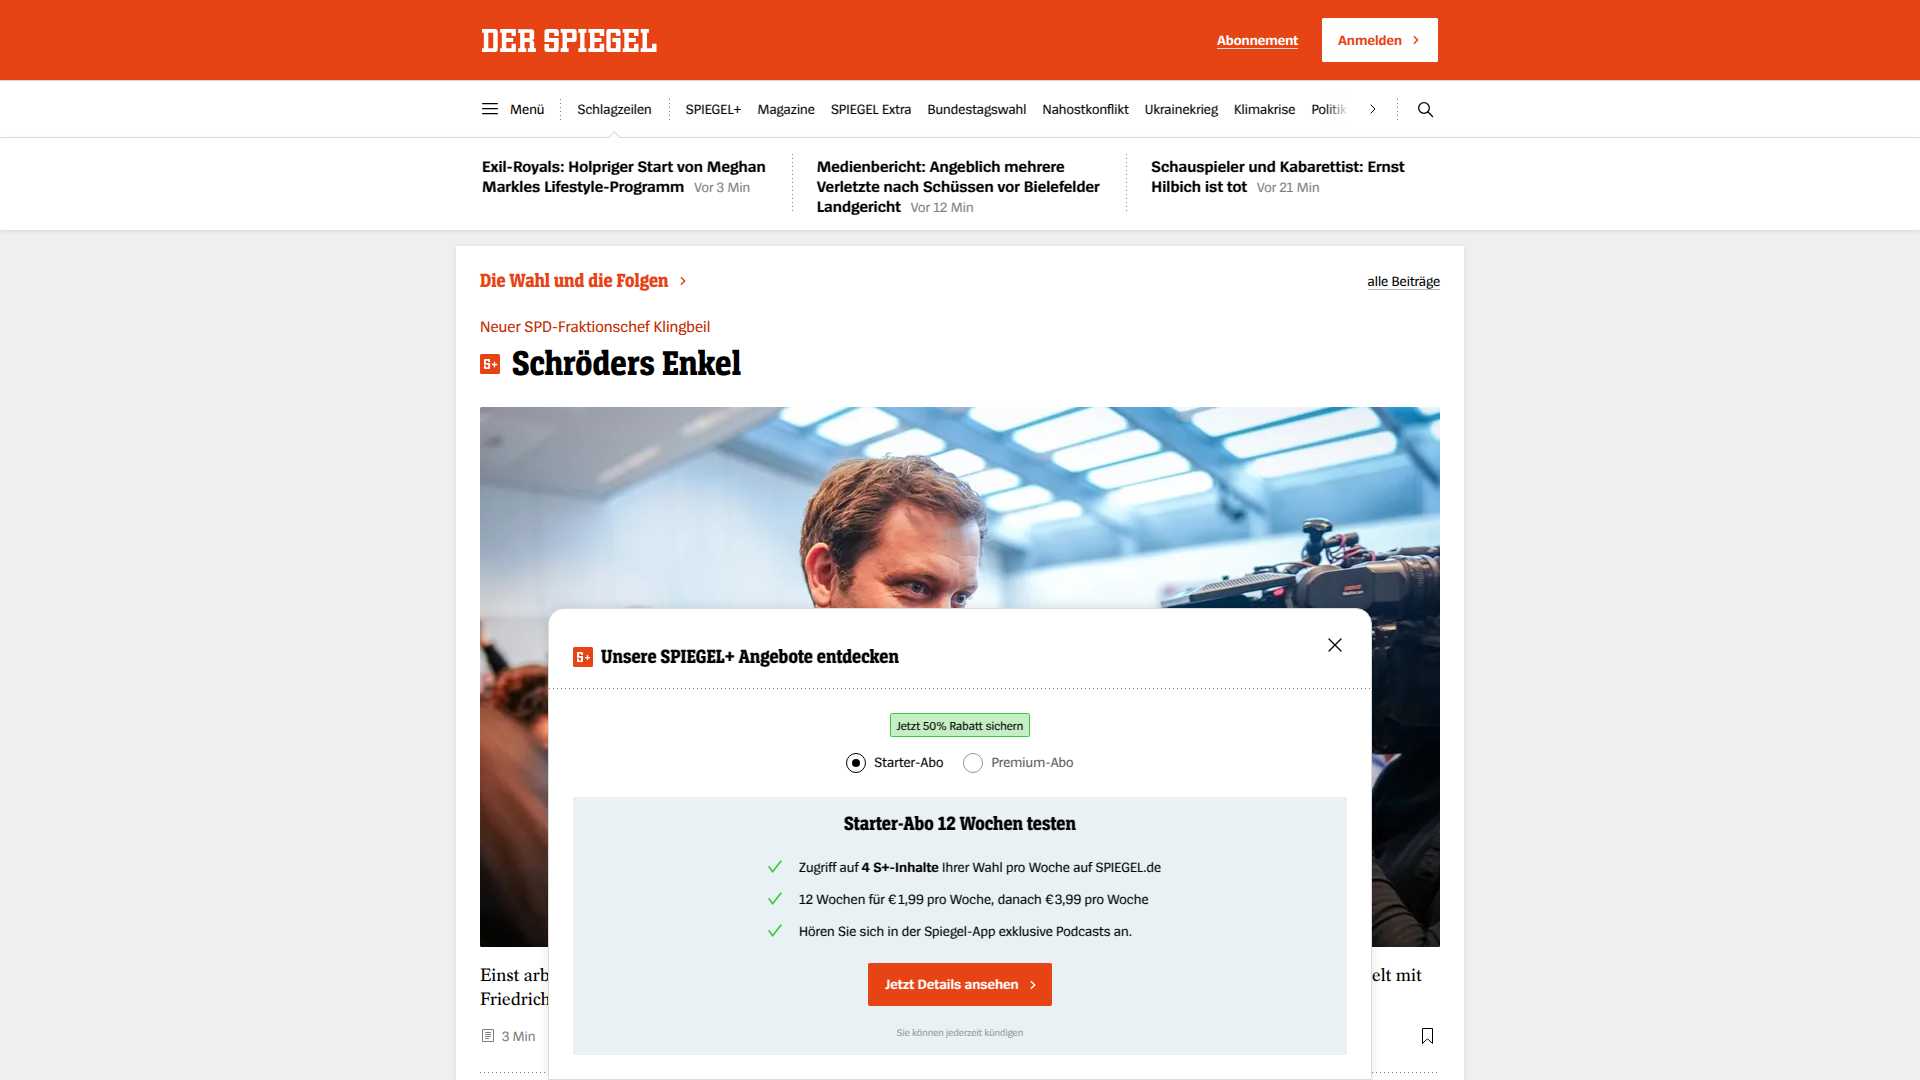 DER SPIEGEL
Abonnement
Anmelden
Menü
Schlagzeilen
SPIEGEL+
Magazine
SPIEGEL Extra
Bundestagswahl
Nahostkonflikt
Ukrainekrieg
Klimakrise
Politik
Exil-Royals: Holpriger Start von Meghan
Markles Lifestyle-Programm Vor 3 Min
Medienbericht: Angeblich mehrere
Verletzte nach Schüssen vor Bielefelder
Landgericht Vor 12 Min
Schauspieler und Kabarettist: Ernst
Hilbich ist tot Vor 21 Min
Die Wahl und die Folgen
alle Beiträge
Neuer SPD-Fraktionschef Klingbeil
S+ Schröders Enkel
S+ Unsere SPIEGEL+ Angebote entdecken
Jetzt 50% Rabatt sichern
Starter-Abo
Premium-Abo
Starter-Abo 12 Wochen testen
Zugriff auf 4 S+-Inhalte Ihrer Wahl pro Woche auf SPIEGEL.de
12 Wochen für € 1,99 pro Woche, danach € 3,99 pro Woche
Hören Sie sich in der Spiegel-App exklusive Podcasts an.
Jetzt Details ansehen
Sie können jederzeit kündigen
Einst arb
elt mit
Friedrich
3 Min